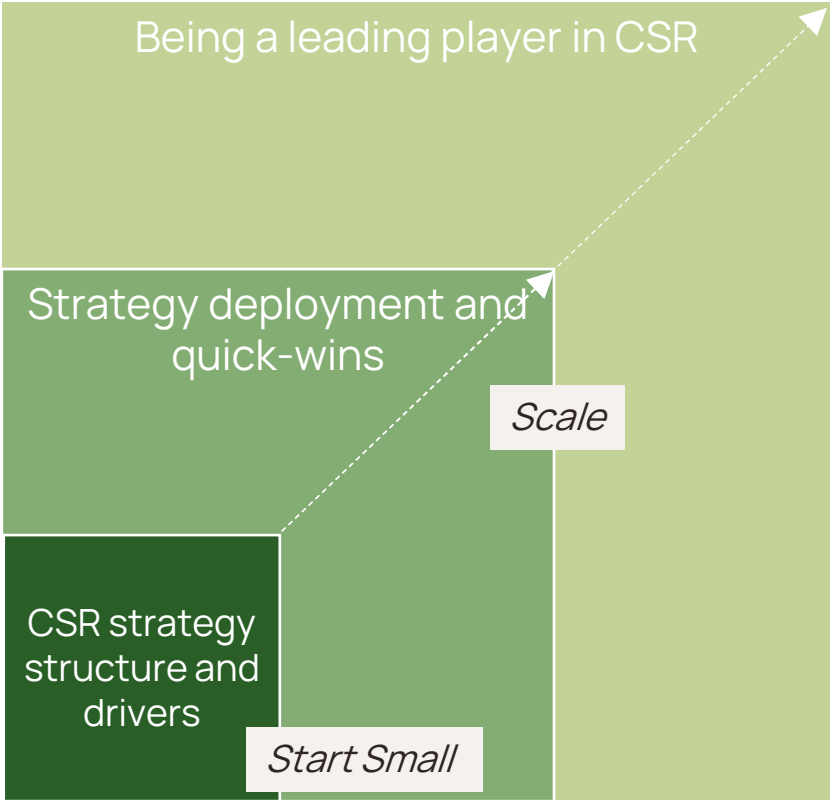 Being a leading player in CSR
Strategy deployment and
quick-wins
Scale
CSR strategy
structure and
drivers
Start Small